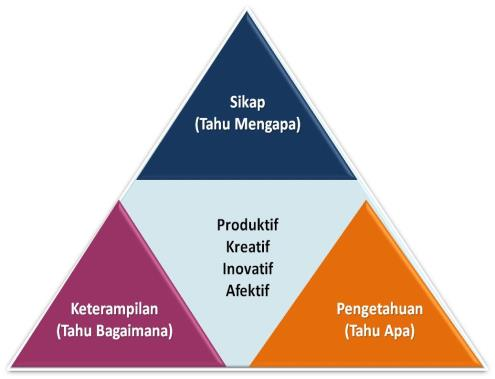 Sikap
(Tahu Mengapa)
Produktif
Kreatif
Inovatif
Afektif
Keterampilan
(Tahu Bagaimana)
Pengetahuan
(Tahu Apa)